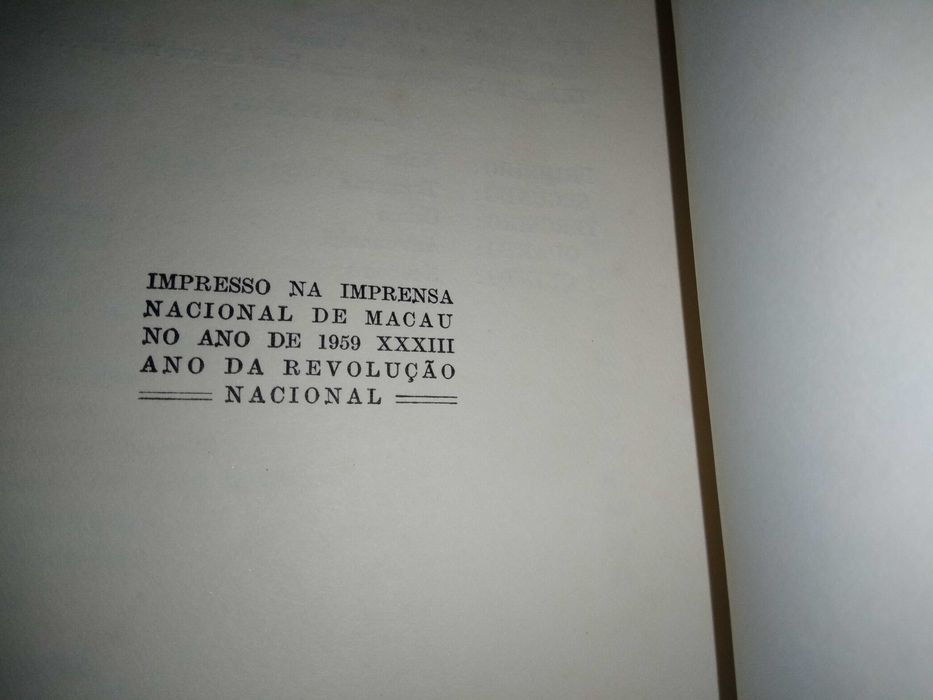 IMPRESSO NA IMPRENSA
NACIONAL DE MACAU
NO ANO DE 1959 XXXIII
ANO DA REVOLUÇÃO
NACIONAL